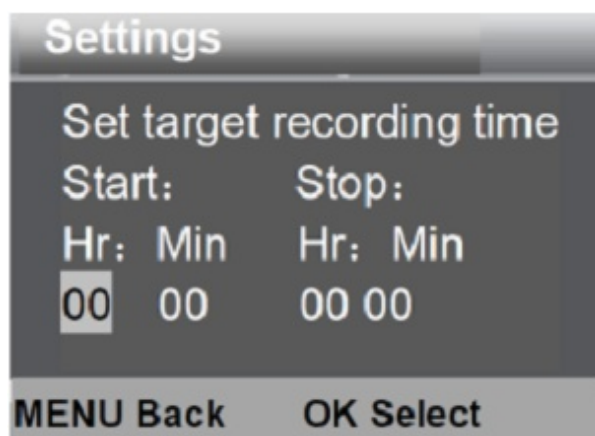 Settings
Set target recording time
Start： Stop：
Hr： Min Hr： Min
00 00 00 00
MENU Back OK Select